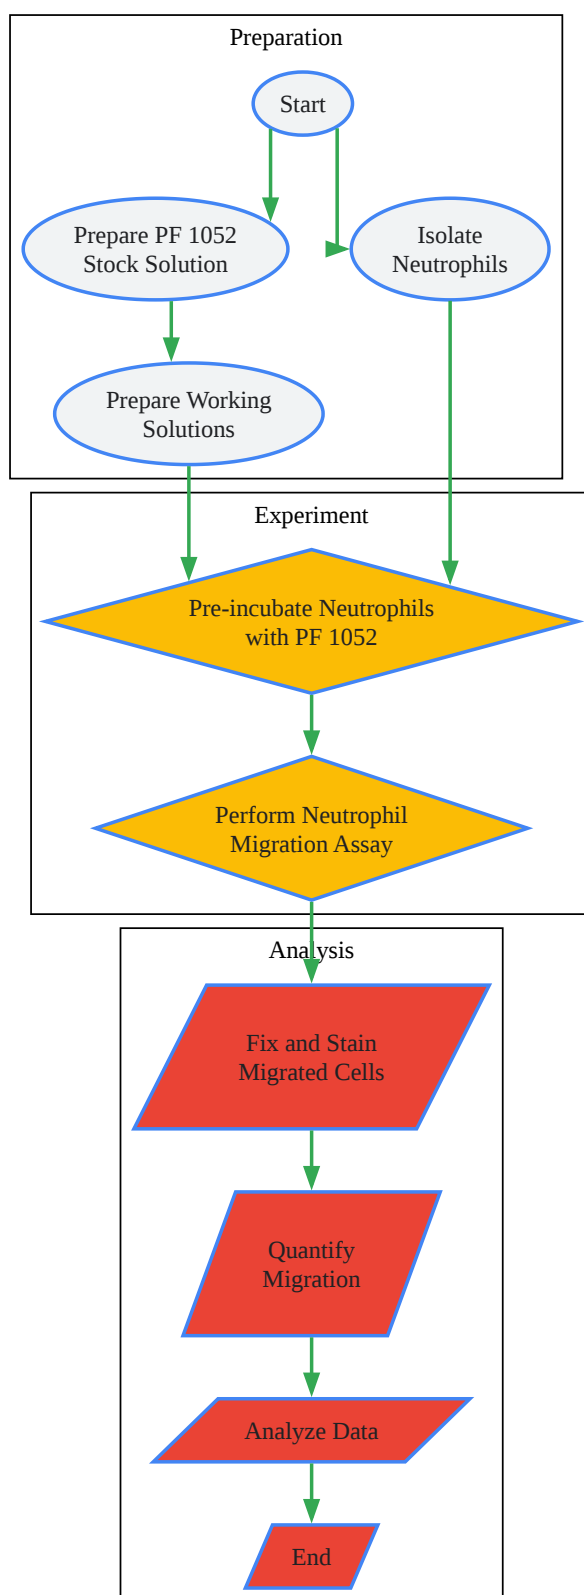 Preparation
Start
Prepare PF 1052
Stock Solution
Isolate
Neutrophils
Prepare Working
Solutions
Experiment
Pre-incubate Neutrophils
with PF 1052
Perform Neutrophil
Migration Assay
Analysis
Fix and Stain
Migrated Cells
Quantify
Migration
Analyze Data
End